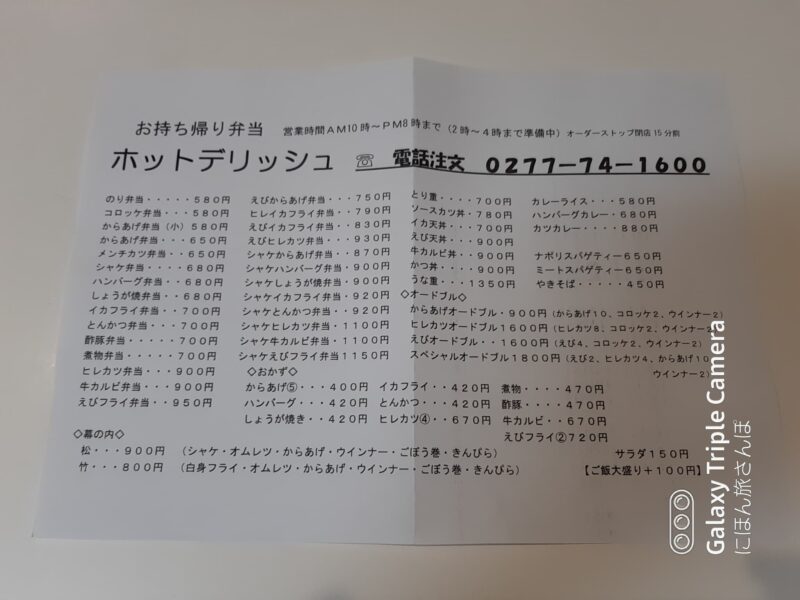 お持ち帰り弁当 営業時間AM10時～PM8時まで(2時～4時まで準備中)オーダーストップ閉店15分前
ホットデリッシュ ☏ 電話注文 0277-74-1600
のり弁当・・・・・580円
コロッケ弁当・・・580円
からあげ弁当(小)580円
からあげ弁当・・・650円
メンチカツ弁当・・650円
シャケ弁当・・・・680円
ハンバーグ弁当・・680円
しょうが焼弁当・・680円
イカフライ弁当・・700円
とんかつ弁当・・・700円
酢豚弁当・・・・・700円
煮物弁当・・・・・700円
ヒレカツ弁当・・・900円
牛カルビ弁当・・・900円
えびフライ弁当・・950円
えびからあげ弁当・・・750円
ヒレイカフライ弁当・・790円
えびイカフライ弁当・・830円
えびヒレカツ弁当・・・930円
シャケからあげ弁当・・870円
シャケハンバーグ弁当・900円
シャケしょうが焼弁当・900円
シャケイカフライ弁当・920円
シャケとんかつ弁当・・920円
シャケヒレカツ弁当・1100円
シャケ牛カルビ弁当・1100円
シャケえびフライ弁当1150円
とり重・・・・700円
ソースカツ丼・780円
イカ天丼・・・700円
えび天丼・・・900円
牛カルビ丼・・900円
かつ丼・・・・900円
うな重・・・1350円
カレーライス・・・580円
ハンバーグカレー・680円
カツカレー・・・・880円
ナポリスパゲティー650円
ミートスパゲティー650円
やきそば・・・・・450円
◇オードブル◇
からあげオードブル・900円(からあげ10、コロッケ2、ウインナー2)
ヒレカツオードブル1600円(ヒレカツ8、コロッケ2、ウインナー2)
えびオードブル・・1600円(えび4、コロッケ2、ウインナー2)
スペシャルオードブル1800円(えび2、ヒレカツ4、からあげ10、
ウインナー2)
◇おかず◇
からあげ⑤・・・400円 イカフライ・・420円 煮物・・・・470円
ハンバーグ・・・420円 とんかつ・・・420円 酢豚・・・・470円
しょうが焼き・・420円 ヒレカツ④・・670円 牛カルビ・・670円
えびフライ②720円
◇幕の内◇
松・・・900円 (シャケ・オムレツ・からあげ・ウインナー・ごぼう巻・きんぴら)
竹・・・800円 (白身フライ・オムレツ・からあげ・ウインナー・ごぼう巻・きんぴら)
サラダ150円
【ご飯大盛り+100円】
Galaxy Triple Camera
にほん旅さんぽ